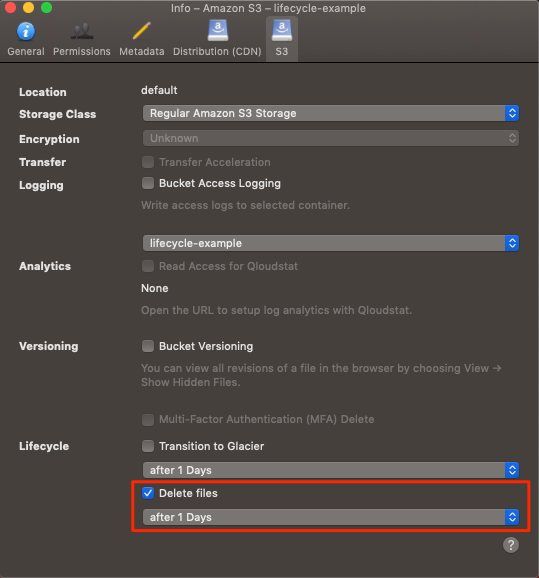 Info – Amazon S3 – lifecycle-example
General Permissions Metadata Distribution (CDN) S3
Location default
Storage Class Regular Amazon S3 Storage
Encryption Unknown
Transfer Transfer Acceleration
Logging Bucket Access Logging
Write access logs to selected container.
lifecycle-example
Analytics Read Access for Qloudstat
None
Open the URL to setup log analytics with Qloudstat.
Versioning Bucket Versioning
You can view all revisions of a file in the browser by choosing View →
Show Hidden Files.
Multi-Factor Authentication (MFA) Delete
Lifecycle Transition to Glacier
after 1 Days
Delete files
after 1 Days
?